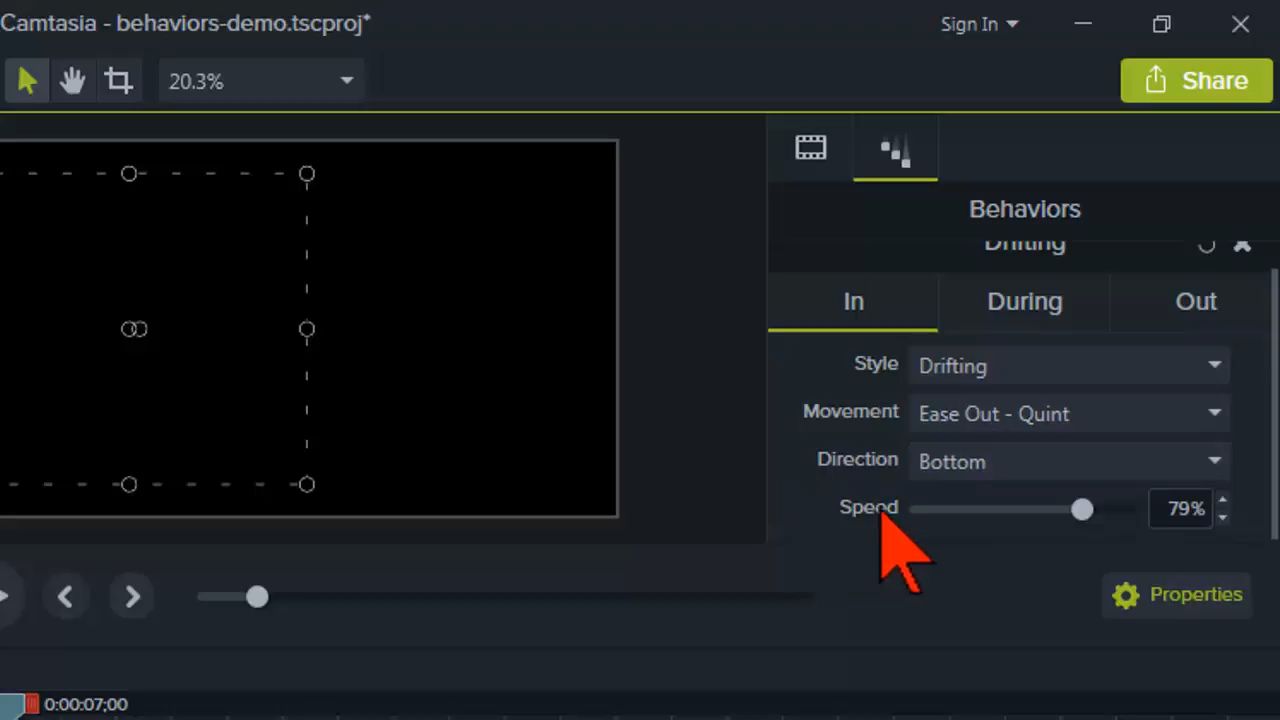 Camtasia - behaviors-demo.tscproj*
Sign In
20.3%
Share
Behaviors
Drifting
In During Out
Style Drifting
Movement Ease Out - Quint
Direction Bottom
Speed 79%
Properties
0:00:07;00